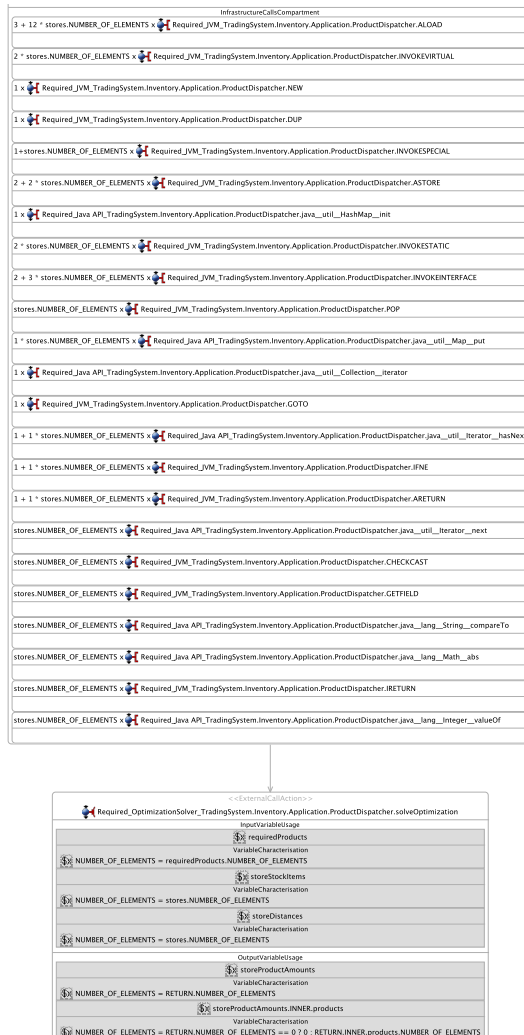 InfrastructureCallsCompartment
3 + 12 * stores.NUMBER_OF_ELEMENTS x Required_JVM_TradingSystem.Inventory.Application.ProductDispatcher.ALOAD
2 * stores.NUMBER_OF_ELEMENTS x Required_JVM_TradingSystem.Inventory.Application.ProductDispatcher.INVOKEVIRTUAL
1 x Required_JVM_TradingSystem.Inventory.Application.ProductDispatcher.NEW
1 x Required_JVM_TradingSystem.Inventory.Application.ProductDispatcher.DUP
1+stores.NUMBER_OF_ELEMENTS x Required_JVM_TradingSystem.Inventory.Application.ProductDispatcher.INVOKESPECIAL
2 + 2 * stores.NUMBER_OF_ELEMENTS x Required_JVM_TradingSystem.Inventory.Application.ProductDispatcher.ASTORE
1 x Required_Java API_TradingSystem.Inventory.Application.ProductDispatcher.java__util__HashMap__init
2 * stores.NUMBER_OF_ELEMENTS x Required_JVM_TradingSystem.Inventory.Application.ProductDispatcher.INVOKESTATIC
2 + 3 * stores.NUMBER_OF_ELEMENTS x Required_JVM_TradingSystem.Inventory.Application.ProductDispatcher.INVOKEINTERFACE
stores.NUMBER_OF_ELEMENTS x Required_JVM_TradingSystem.Inventory.Application.ProductDispatcher.POP
1 * stores.NUMBER_OF_ELEMENTS x Required_Java API_TradingSystem.Inventory.Application.ProductDispatcher.java__util__Map__put
1 x Required_Java API_TradingSystem.Inventory.Application.ProductDispatcher.java__util__Collection__iterator
1 x Required_JVM_TradingSystem.Inventory.Application.ProductDispatcher.GOTO
1 + 1 * stores.NUMBER_OF_ELEMENTS x Required_Java API_TradingSystem.Inventory.Application.ProductDispatcher.java__util__Iterator__hasNex
1 + 1 * stores.NUMBER_OF_ELEMENTS x Required_JVM_TradingSystem.Inventory.Application.ProductDispatcher.IFNE
1 + 1 * stores.NUMBER_OF_ELEMENTS x Required_JVM_TradingSystem.Inventory.Application.ProductDispatcher.ARETURN
stores.NUMBER_OF_ELEMENTS x Required_Java API_TradingSystem.Inventory.Application.ProductDispatcher.java__util__Iterator__next
stores.NUMBER_OF_ELEMENTS x Required_JVM_TradingSystem.Inventory.Application.ProductDispatcher.CHECKCAST
stores.NUMBER_OF_ELEMENTS x Required_JVM_TradingSystem.Inventory.Application.ProductDispatcher.GETFIELD
stores.NUMBER_OF_ELEMENTS x Required_Java API_TradingSystem.Inventory.Application.ProductDispatcher.java__lang__String__compareTo
stores.NUMBER_OF_ELEMENTS x Required_Java API_TradingSystem.Inventory.Application.ProductDispatcher.java__lang__Math__abs
stores.NUMBER_OF_ELEMENTS x Required_JVM_TradingSystem.Inventory.Application.ProductDispatcher.IRETURN
stores.NUMBER_OF_ELEMENTS x Required_Java API_TradingSystem.Inventory.Application.ProductDispatcher.java__lang__Integer__valueOf
<<ExternalCallAction>>
Required_OptimizationSolver_TradingSystem.Inventory.Application.ProductDispatcher.solveOptimization
InputVariableUsage
requiredProducts
VariableCharacterisation
NUMBER_OF_ELEMENTS = requiredProducts.NUMBER_OF_ELEMENTS
storeStockItems
VariableCharacterisation
NUMBER_OF_ELEMENTS = stores.NUMBER_OF_ELEMENTS
storeDistances
VariableCharacterisation
NUMBER_OF_ELEMENTS = stores.NUMBER_OF_ELEMENTS
OutputVariableUsage
storeProductAmounts
VariableCharacterisation
NUMBER_OF_ELEMENTS = RETURN.NUMBER_OF_ELEMENTS
storeProductAmounts.INNER.products
VariableCharacterisation
NUMBER_OF_ELEMENTS = RETURN.NUMBER_OF_ELEMENTS == 0 ? 0 : RETURN.INNER.products.NUMBER_OF_ELEMENTS